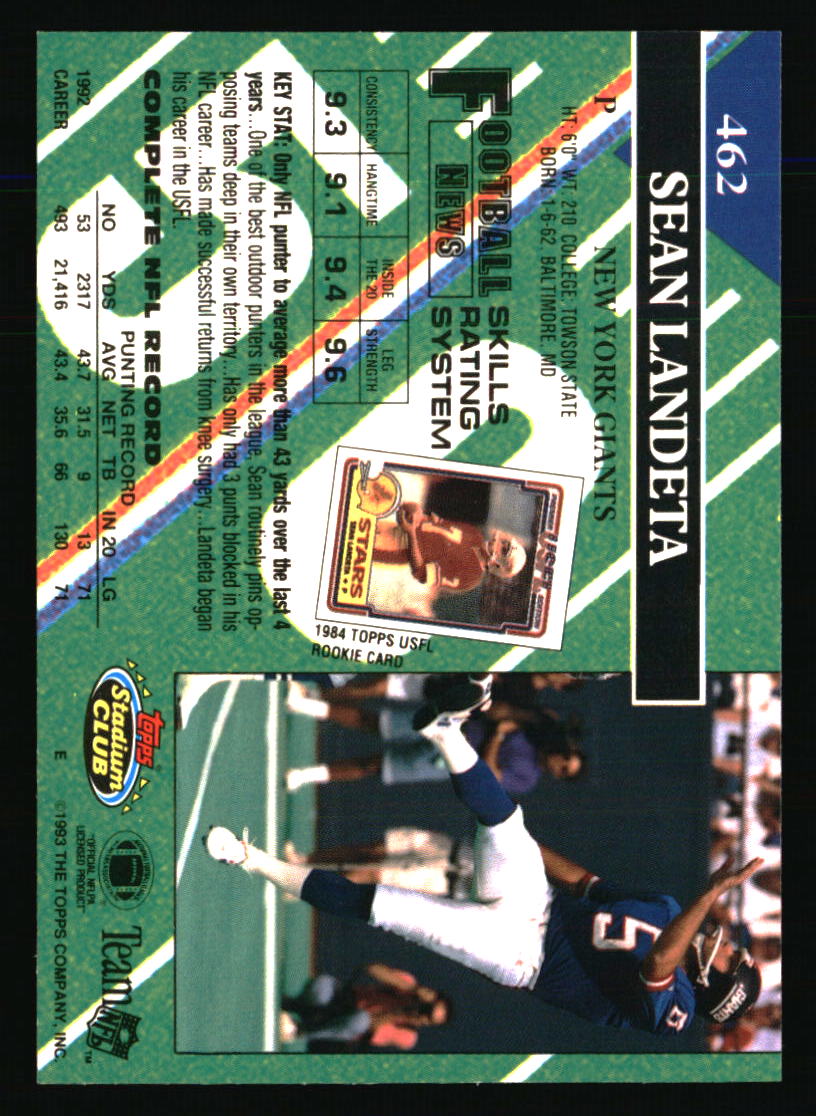 462
SEAN LANDETA
P NEW YORK GIANTS
HT: 6'0" WT: 210 COLLEGE: TOWSON STATE
BORN: 1-6-62 BALTIMORE, MD
FOOTBALL NEWS
SKILLS
RATING
SYSTEM
CONSISTENCY HANGTIME INSIDE THE 20 LEG STRENGTH
9.3 9.1 9.4 9.6
STARS
1984 TOPPS USFL
ROOKIE CARD
KEY STAT: Only NFL punter to average more than 43 yards over the last 4
years...One of the best outdoor punters in the league, Sean routinely pins op-
posing teams deep in their own territory...Has only had 3 punts blocked in his
NFL career...Has made successful returns from knee surgery...Landeta began
his career in the USFL.
COMPLETE NFL RECORD
PUNTING RECORD
NO YDS AVG NET TB IN 20 LG
1992 53 2317 43.7 31.5 9 13 71
CAREER 493 21,416 43.4 35.6 66 130 71
5
5
GIANTS
Topps
Stadium
CLUB
"OFFICIAL NFLPA
LICENSED PRODUCT"
Team NFL™
E ©1993 THE TOPPS COMPANY, INC.